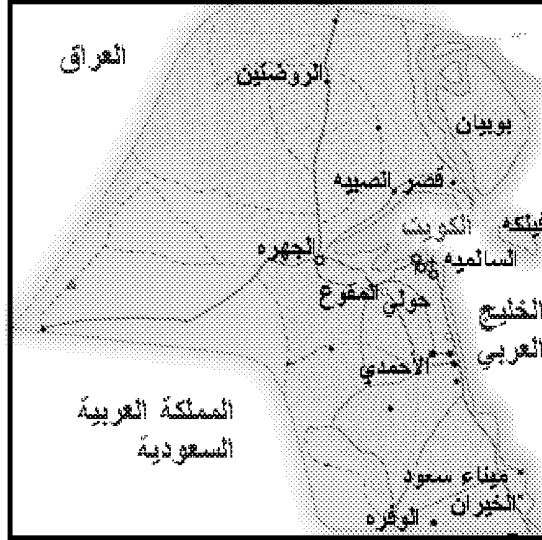 العراق
الروضتين
بوبيان
قصر الصبيه
فيلكه
الكويت
الجهره
السالميه
حولي
المقوع
الخليج
العربي
الأحمدي
المملكة العربية
السعودية
ميناء سعود
الخيران
الوفره